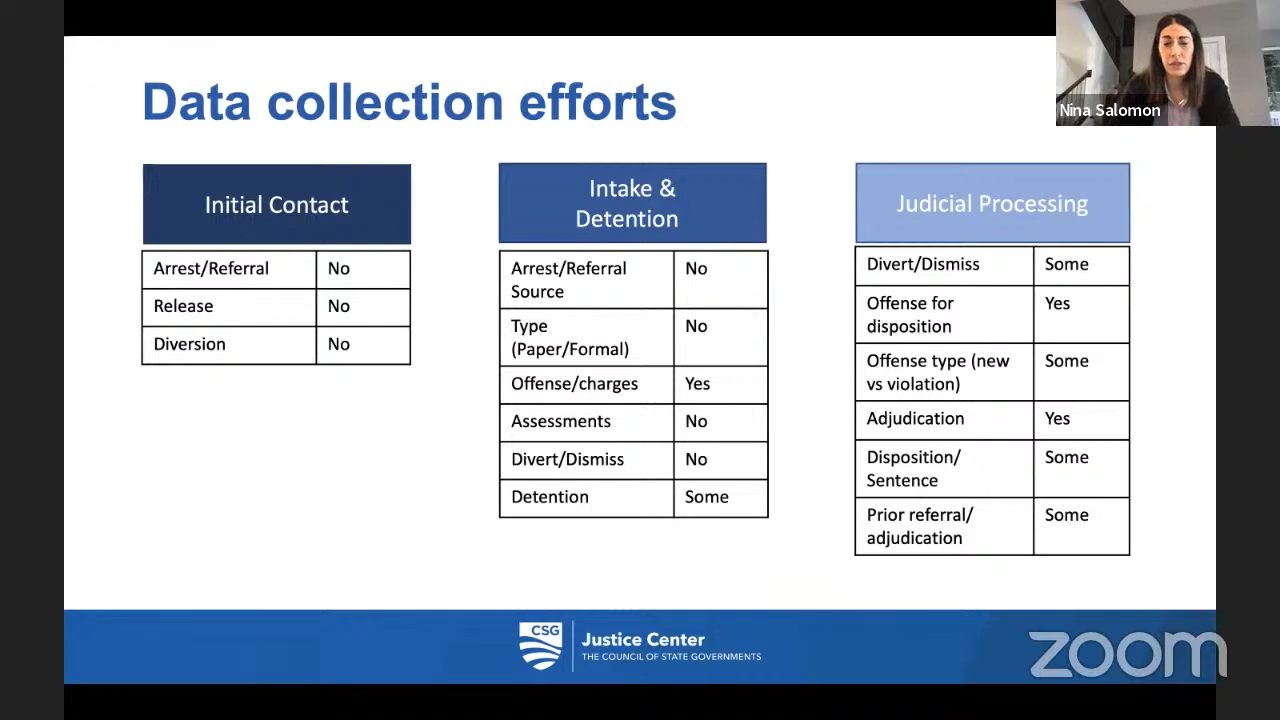 Data collection efforts
Nina Salomon
Initial Contact
Arrest/Referral No
Release No
Diversion No
Intake &
Detention
Arrest/Referral No
Source
Type No
(Paper/Formal)
Offense/charges Yes
Assessments No
Divert/Dismiss No
Detention Some
Judicial Processing
Divert/Dismiss Some
Offense for Yes
disposition
Offense type (new Some
vs violation)
Adjudication Yes
Disposition/ Some
Sentence
Prior referral/ Some
adjudication
CSG
Justice Center
THE COUNCIL OF STATE GOVERNMENTS
zoom